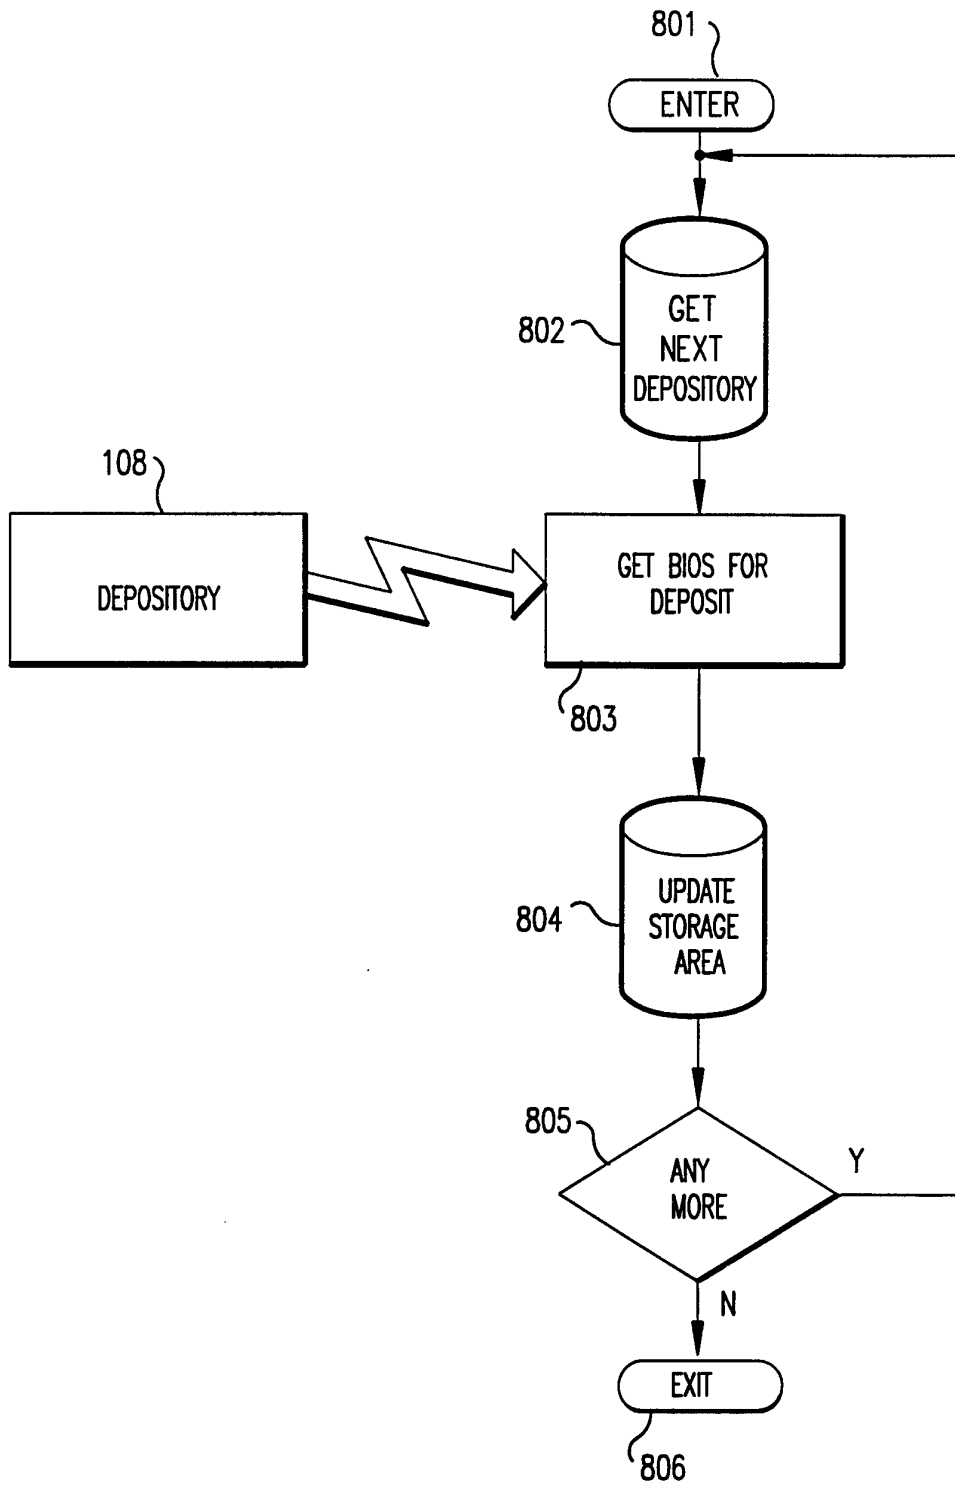 801
ENTER
802
GET
NEXT
DEPOSITORY
108
DEPOSITORY
GET BIOS FOR
DEPOSIT
803
804
UPDATE
STORAGE
AREA
805
ANY
MORE
Y
N
EXIT
806